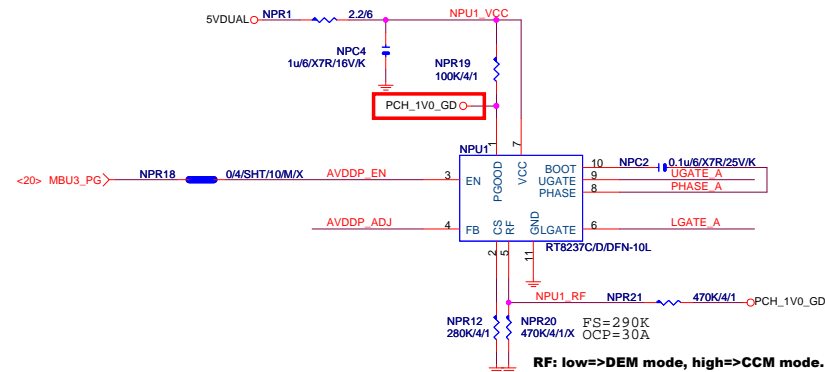 5VDUAL NPR1 2.2/6 NPU1_VCC
NPC4
1u/6/X7R/16V/K
NPR19
100K/4/1
PCH_1V0_GD
NPU1
1
7
<20> MBU3_PG NPR18 0/4/SHT/10/M/X AVDDP_EN 3 EN
PGOOD
VCC
BOOT 10 NPC2 0.1u/6/X7R/25V/K
UGATE 9 UGATE_A
PHASE 8 PHASE_A
AVDDP_ADJ 4 FB
CS
RF
GND
LGATE 6 LGATE_A
RT8237C/D/DFN-10L
2
5
11
NPU1_RF NPR21 470K/4/1 PCH_1V0_GD
NPR12
280K/4/1
NPR20
470K/4/1/X
FS=290K
OCP=30A
RF: low=>DEM mode, high=>CCM mode.